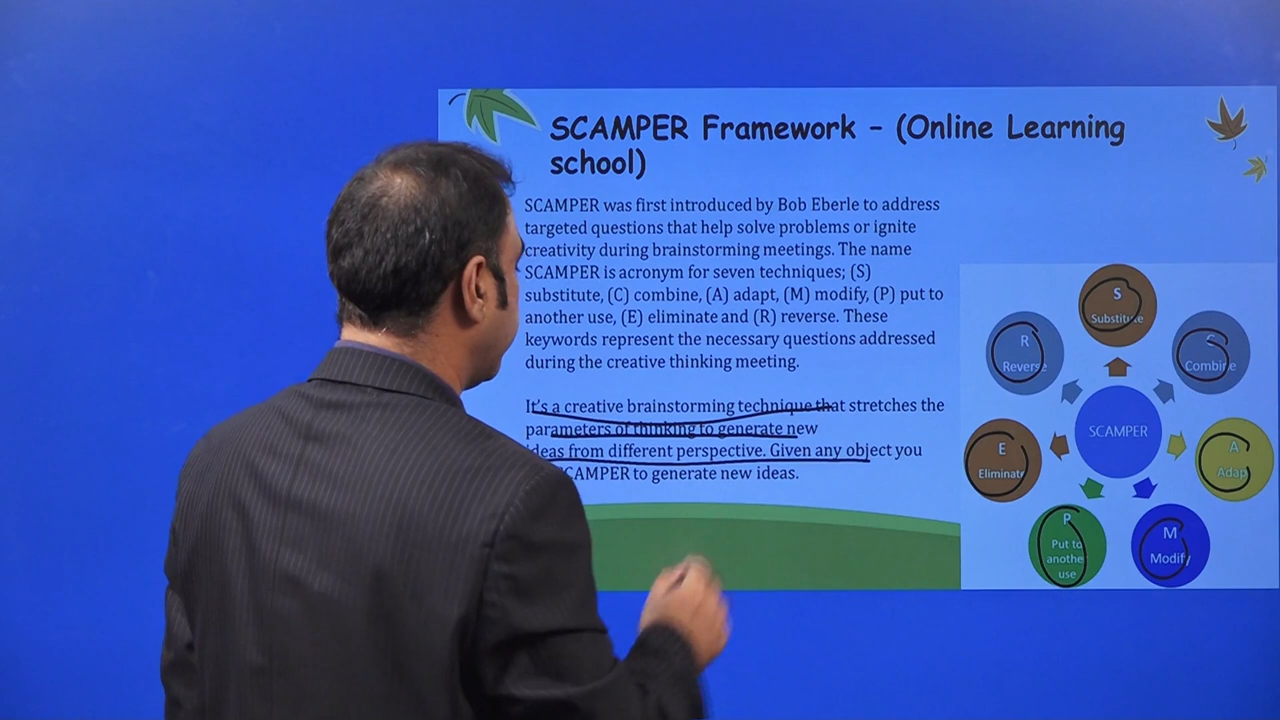 SCAMPER Framework – (Online Learning
school)
SCAMPER was first introduced by Bob Eberle to address
targeted questions that help solve problems or ignite
creativity during brainstorming meetings. The name
SCAMPER is acronym for seven techniques; (S)
substitute, (C) combine, (A) adapt, (M) modify, (P) put to
another use, (E) eliminate and (R) reverse. These
keywords represent the necessary questions addressed
during the creative thinking meeting.
It's a creative brainstorming technique that stretches the
parameters of thinking to generate new
ideas from different perspective. Given any object you
SCAMPER to generate new ideas.
S
Substitute
C
Combine
A
Adapt
M
Modify
P
Put to
another
use
E
Eliminate
R
Reverse
SCAMPER